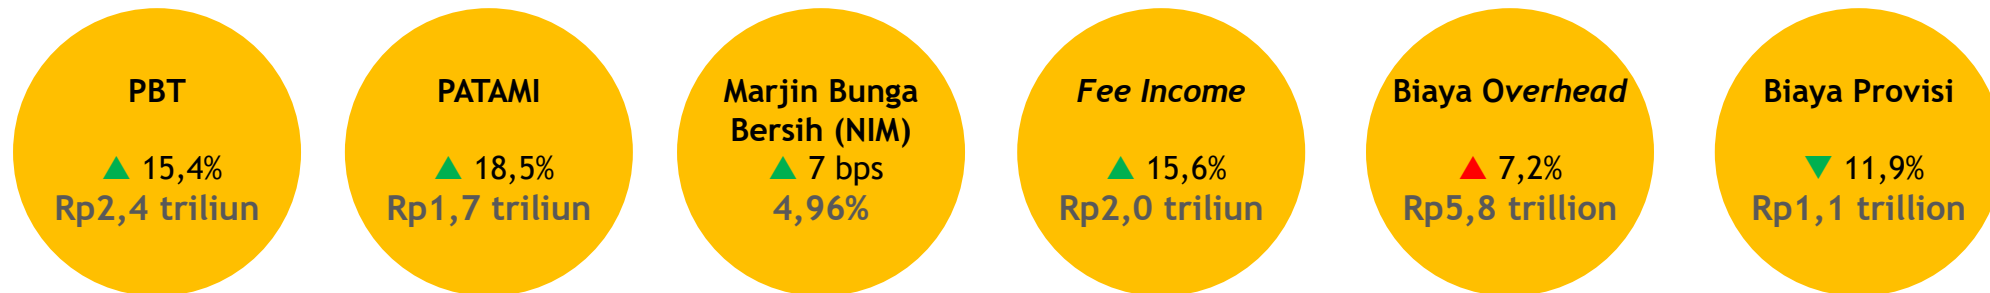 PBT
▲ 15,4%
Rp2,4 triliun
PATAMI
▲ 18,5%
Rp1,7 triliun
Marjin Bunga
Bersih (NIM)
▲ 7 bps
4,96%
Fee Income
▲ 15,6%
Rp2,0 triliun
Biaya Overhead
▲ 7,2%
Rp5,8 trillion
Biaya Provisi
▼ 11,9%
Rp1,1 trillion